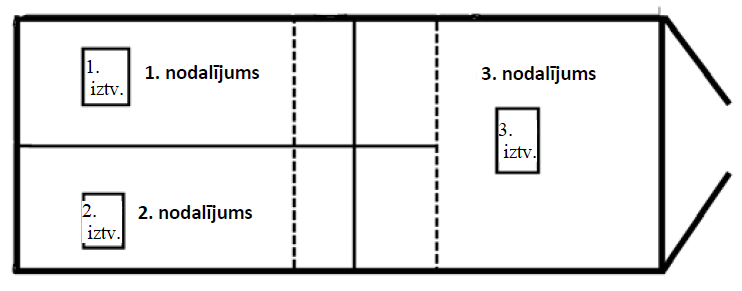 1.
iztv.
1. nodalījums
3. nodalījums
3.
iztv.
2.
iztv.
2. nodalījums